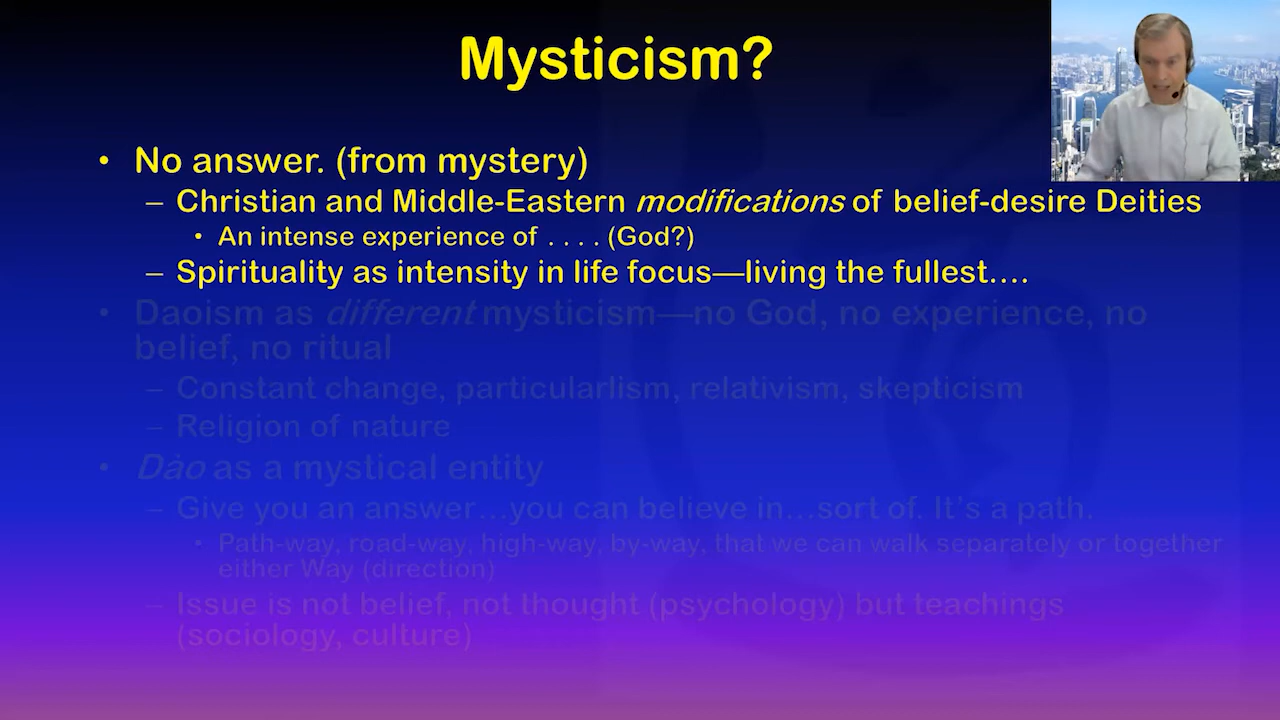 Mysticism?
• No answer. (from mystery)
– Christian and Middle-Eastern modifications of belief-desire Deities
• An intense experience of . . . . (God?)
– Spirituality as intensity in life focus—living the fullest….
• Daoism as different mysticism—no God, no experience, no
belief, no ritual
– Constant change, particularlism, relativism, skepticism
– Religion of nature
• Dào as a mystical entity
– Give you an answer…you can believe in…sort of. It’s a path.
• Path-way, road-way, high-way, by-way, that we can walk separately or together
either Way (direction)
– Issue is not belief, not thought (psychology) but teachings
(sociology, culture)